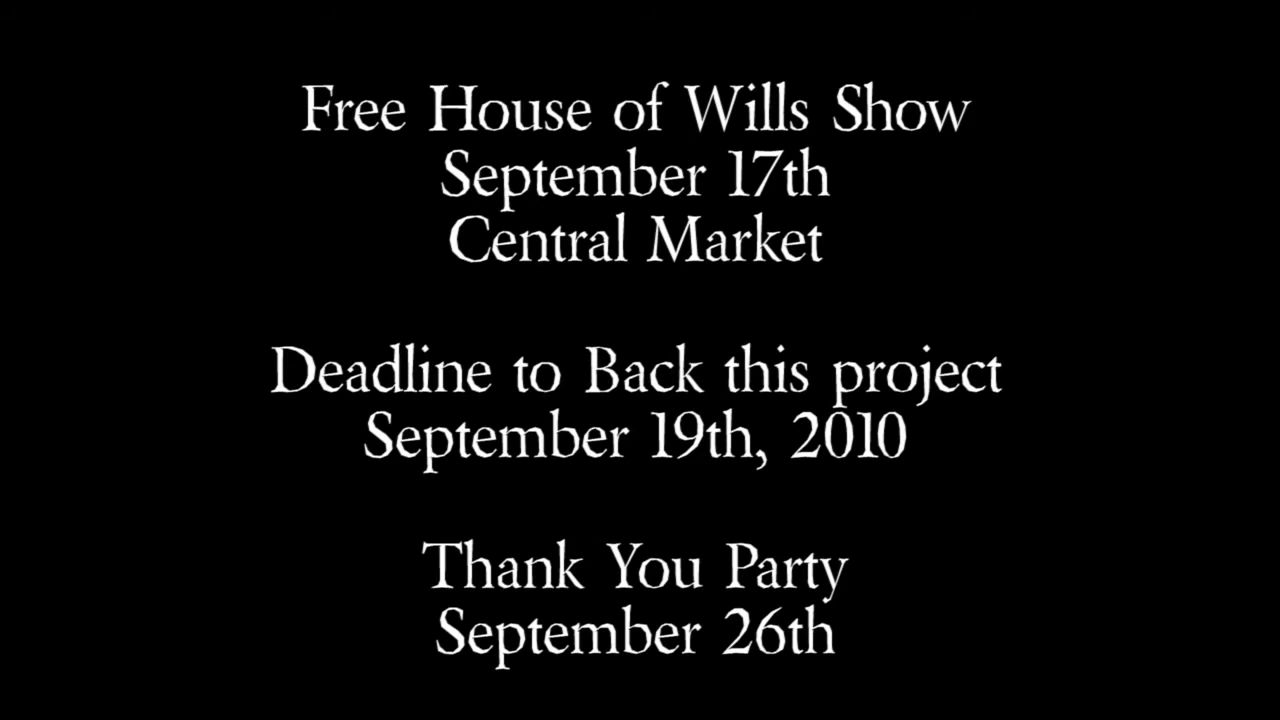 Free House of Wills Show
September 17th
Central Market
Deadline to Back this project
September 19th, 2010
Thank You Party
September 26th